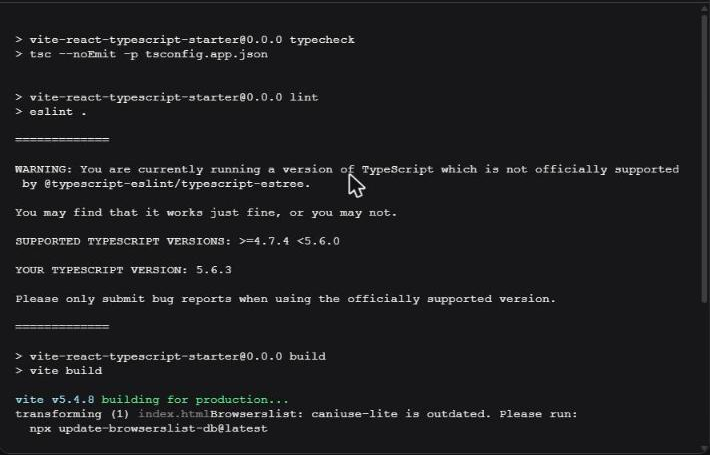 > vite-react-typescript-starter@0.0.0 typecheck
> tsc --noEmit -p tsconfig.app.json
> vite-react-typescript-starter@0.0.0 lint
> eslint .
=============
WARNING: You are currently running a version of TypeScript which is not officially supported
by @typescript-eslint/typescript-estree.
You may find that it works just fine, or you may not.
SUPPORTED TYPESCRIPT VERSIONS: >=4.7.4 <5.6.0
YOUR TYPESCRIPT VERSION: 5.6.3
Please only submit bug reports when using the officially supported version.
=============
> vite-react-typescript-starter@0.0.0 build
> vite build
vite v5.4.8 building for production...
transforming (1) index.htmlBrowserslist: caniuse-lite is outdated. Please run:
npx update-browserslist-db@latest